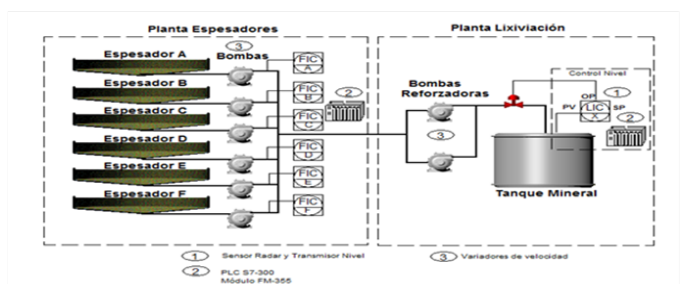 Planta Espesadores
Planta Lixiviación
Espesador A
Espesador B
Espesador C
Espesador D
Espesador E
Espesador F
3
Bombas
FIC
A
FIC
B
FIC
C
FIC
D
FIC
E
FIC
F
2
Bombas
Reforzadoras
3
Control Nivel
OP
1
PV
LIC
X
SP
2
Tanque Mineral
1 Sensor Radar y Transmisor Nivel
2 PLC S7-300
Módulo FM-355
3 Variadores de velocidad